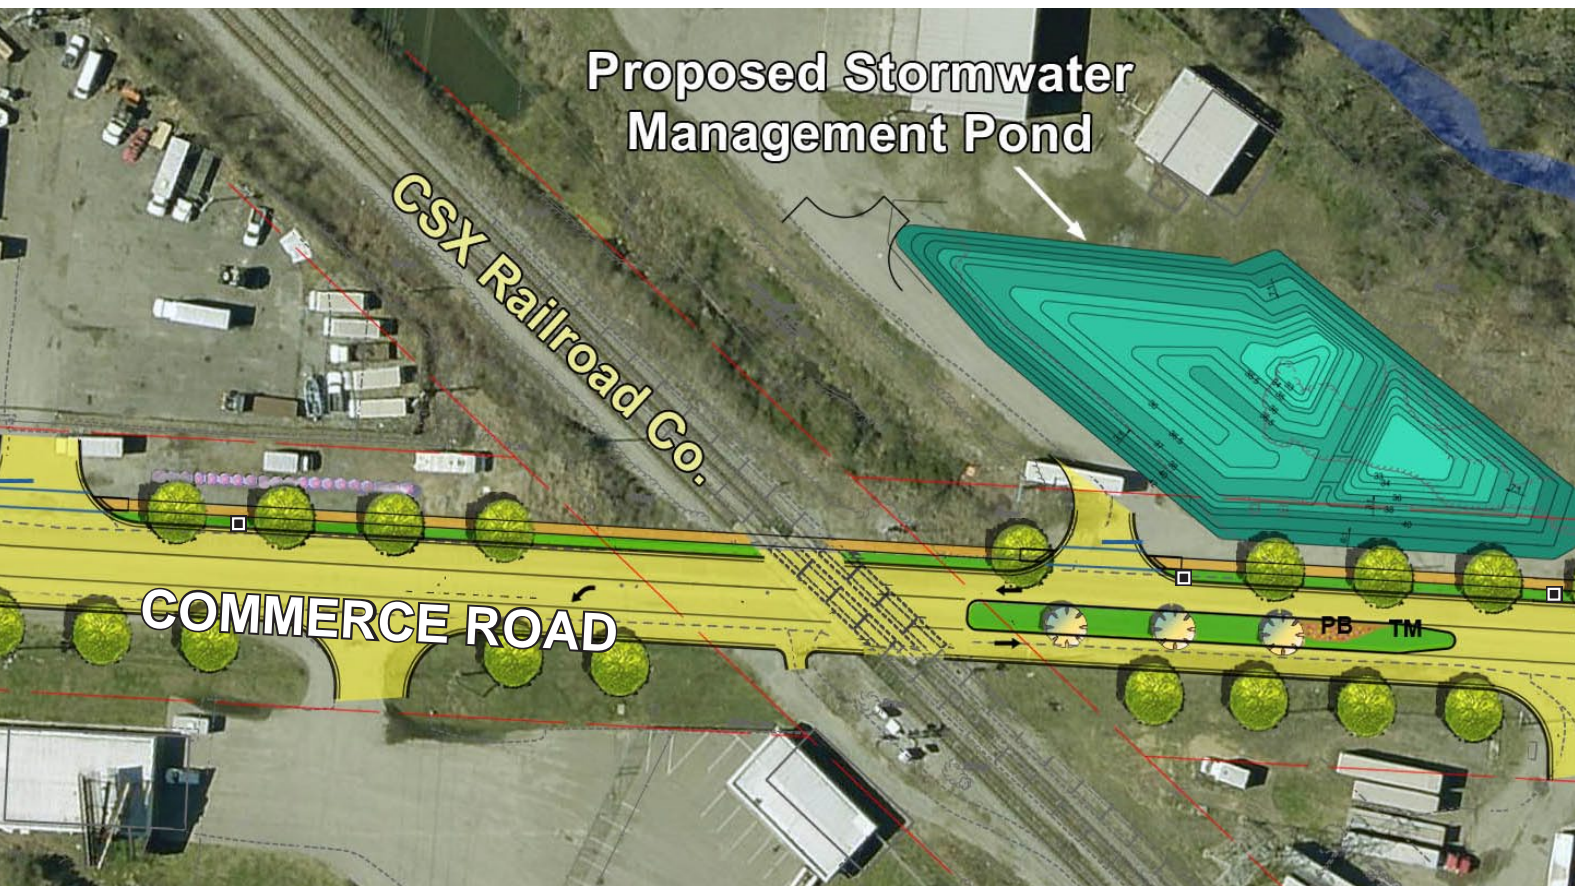 Proposed Stormwater
Management Pond
CSX Railroad Co.
COMMERCE ROAD
PB
TM